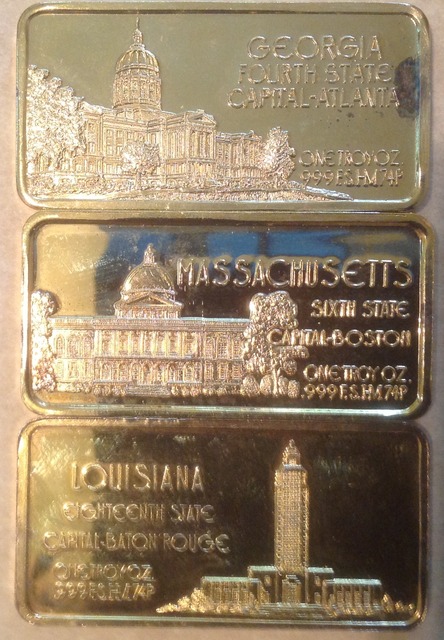 GEORGIA
FOURTH STATE
CAPITAL-ATLANTA
ONE TROY OZ
.999 F.S. H.M. 74P
MASSACHUSETTS
SIXTH STATE
CAPITAL-BOSTON
ONE TROY OZ.
.999 F.S. H.M. 74P
LOUISIANA
EIGHTEENTH STATE
CAPITAL-BATON ROUGE
ONE TROY OZ
.999 F.S. H.M. 74P